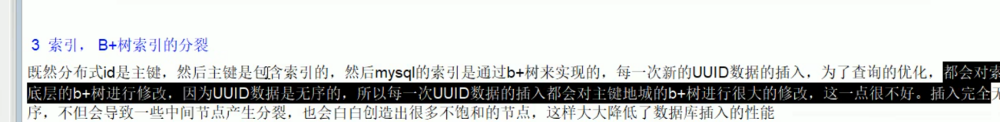 3 索引， B+树索引的分裂
既然分布式id是主键，然后主键是包含索引的，然后mysql的索引是通过b+树来实现的，每一次新的UUID数据的插入，为了查询的优化，都会对索
底层的b+树进行修改，因为UUID数据是无序的，所以每一次UUID数据的插入都会对主键地城的b+树进行很大的修改，这一点很不好。插入完全无
序，不但会导致一些中间节点产生分裂，也会白白创造出很多不饱和的节点，这样大大降低了数据库插入的性能